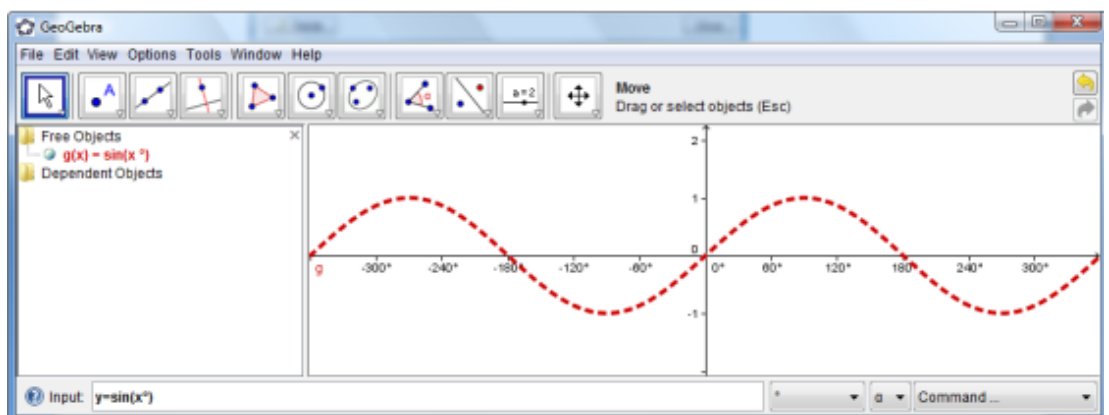 GeoGebra
File Edit View Options Tools Window Help
A
a=2
Move
Drag or select objects (Esc)
Free Objects
g(x) = sin(x °)
Dependent Objects
2
1
0
-1
-300° -240° -180° -120° -60° 0° 60° 120° 180° 240° 300°
g
Input: y=sin(x°)
° α Command ...